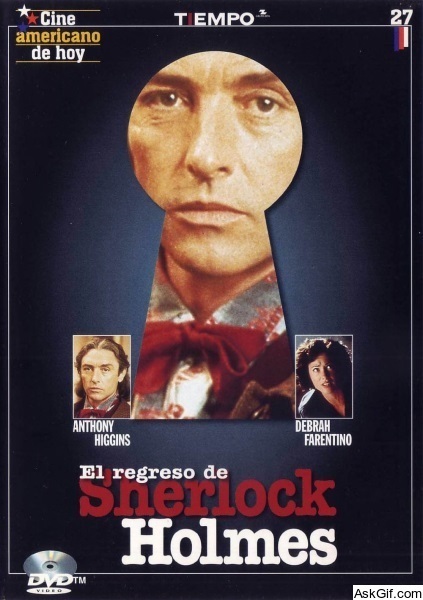 Cine
americano
de hoy
TIEMPO
27
ANTHONY
HIGGINS
DEBRAH
FARENTINO
El regreso de
Sherlock
Holmes
DVD TM
VIDEO
AskGif.com